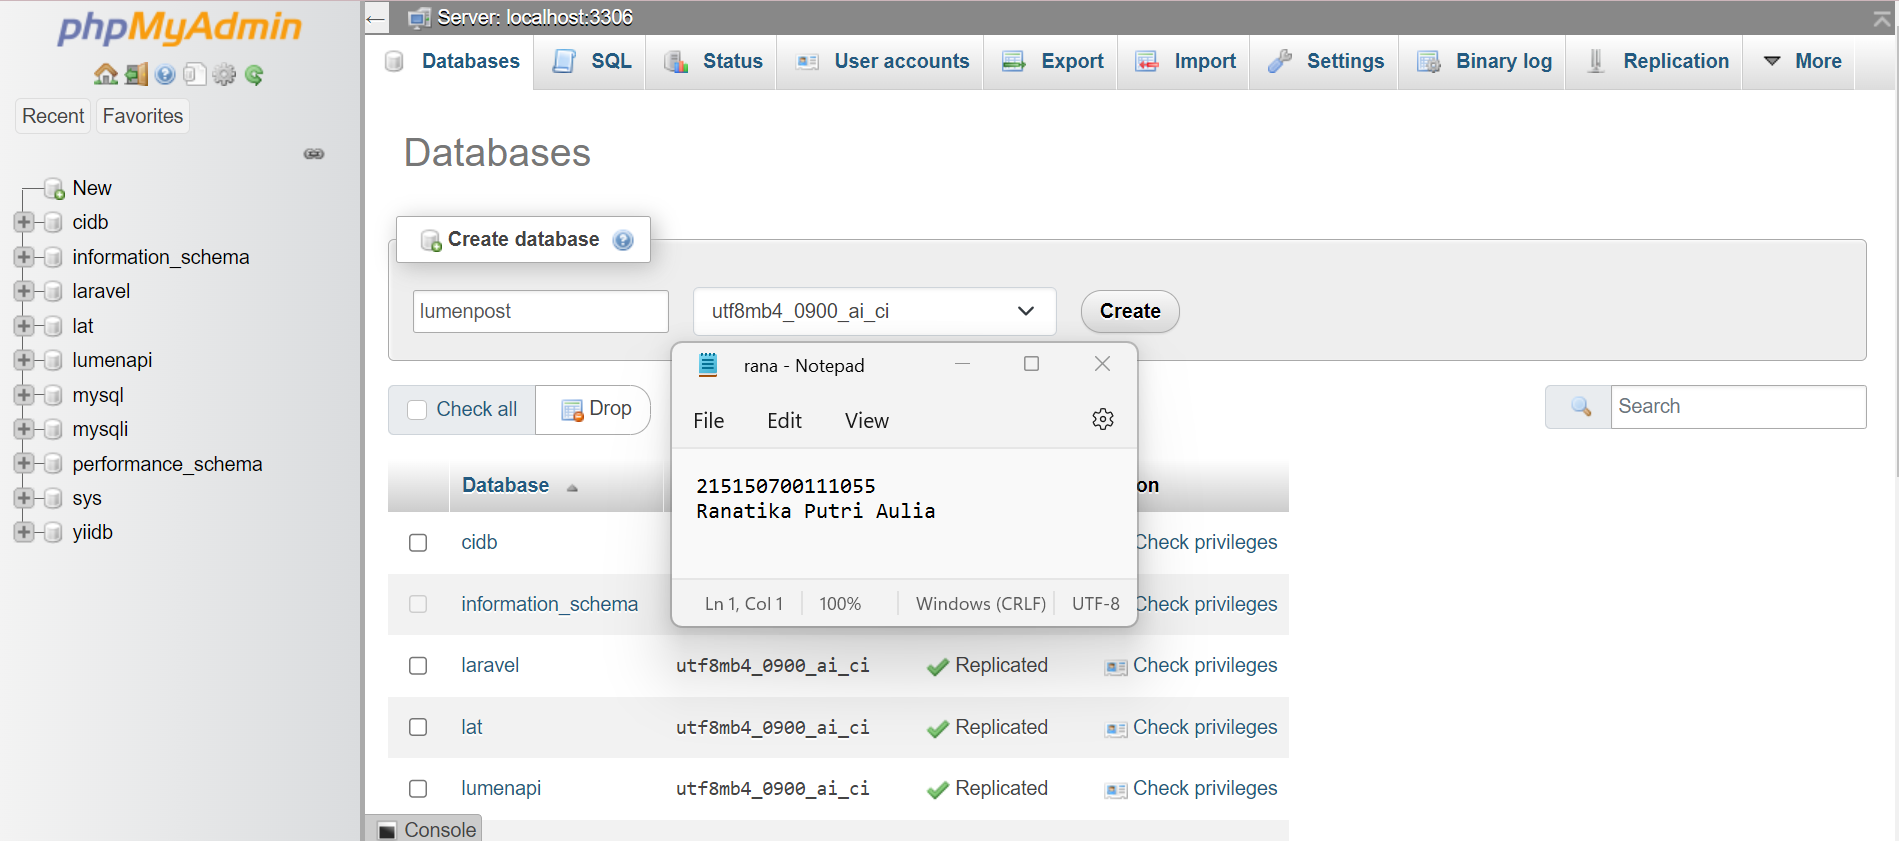 phpMyAdmin
Recent
Favorites
New
cidb
information_schema
laravel
lat
lumenapi
mysql
mysqli
performance_schema
sys
yiidb
Server: localhost:3306
Databases
SQL
Status
User accounts
Export
Import
Settings
Binary log
Replication
More
Databases
Create database
lumenpost
utf8mb4_0900_ai_ci
Create
Check all
Drop
Search
Database
on
cidb
Check privileges
information_schema
Check privileges
laravel utf8mb4_0900_ai_ci Replicated Check privileges
lat utf8mb4_0900_ai_ci Replicated Check privileges
lumenapi utf8mb4_0900_ai_ci Replicated Check privileges
Console
rana - Notepad
File Edit View
215150700111055
Ranatika Putri Aulia
Ln 1, Col 1 100% Windows (CRLF) UTF-8